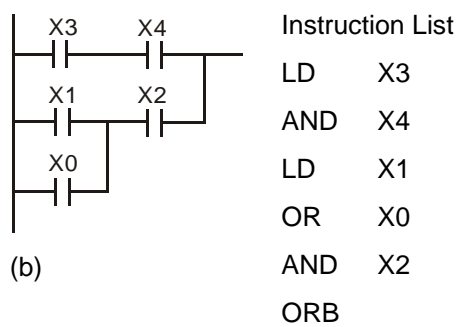 X3 X4
X1 X2
X0
(b)
Instruction List
LD X3
AND X4
LD X1
OR X0
AND X2
ORB